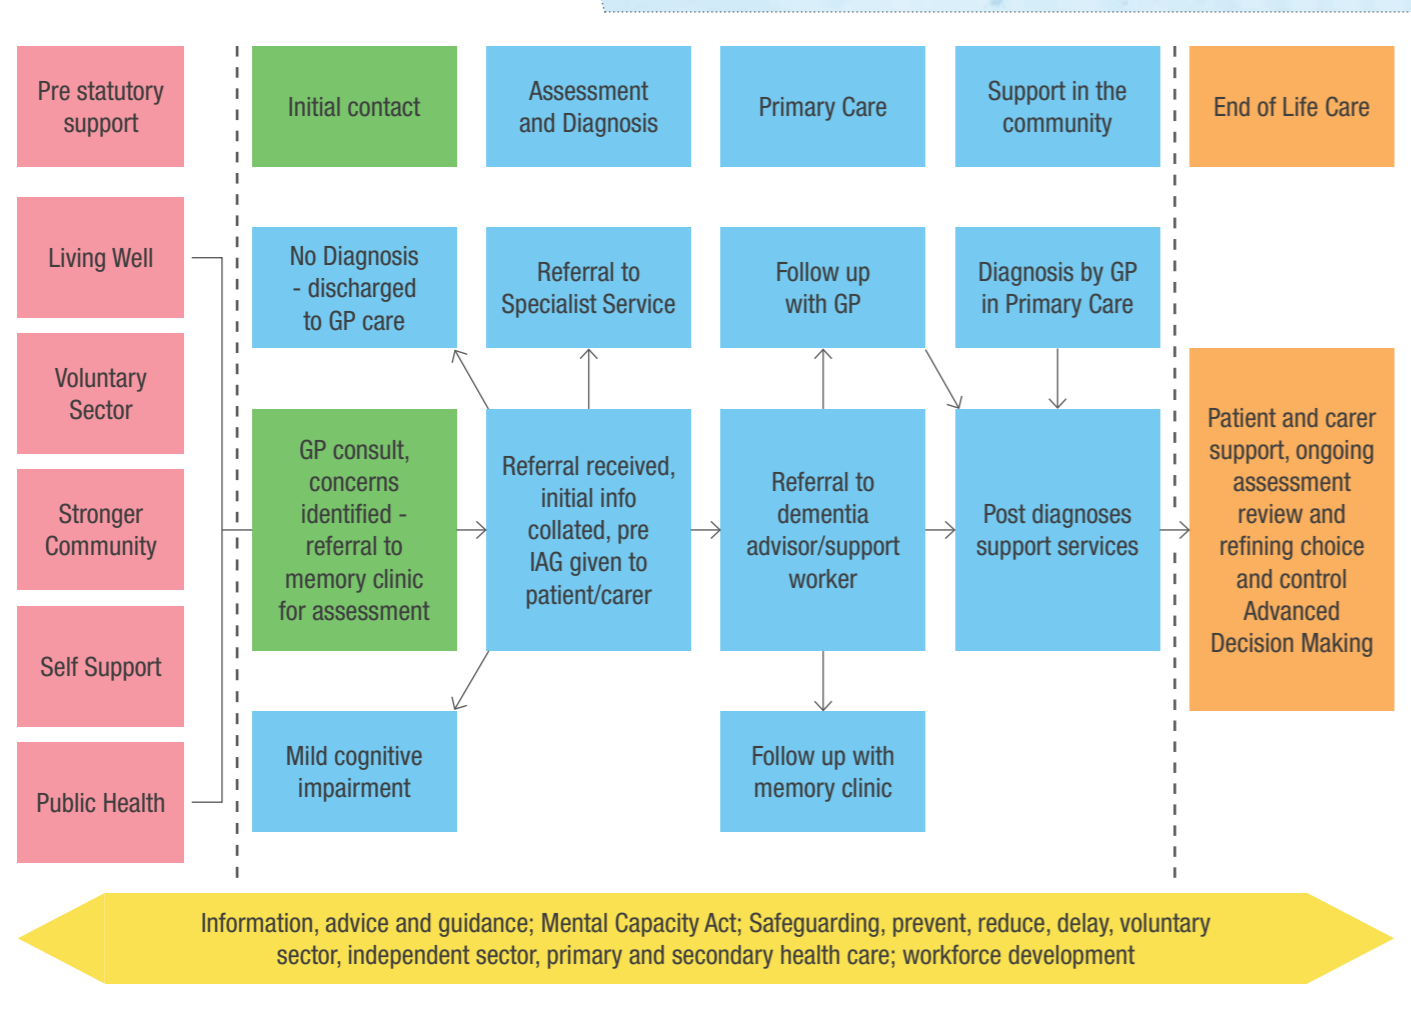 Pre statutory
support
Initial contact
Assessment
and Diagnosis
Primary Care
Support in the
community
End of Life Care
Living Well
Voluntary
Sector
Stronger
Community
Self Support
Public Health
No Diagnosis
- discharged
to GP care
Referral to
Specialist Service
Follow up
with GP
Diagnosis by GP
in Primary Care
GP consult,
concerns
identified -
referral to
memory clinic
for assessment
Referral received,
initial info
collated, pre
IAG given to
patient/carer
Referral to
dementia
advisor/support
worker
Post diagnoses
support services
Patient and carer
support, ongoing
assessment
review and
refining choice
and control
Advanced
Decision Making
Mild cognitive
impairment
Follow up with
memory clinic
Information, advice and guidance; Mental Capacity Act; Safeguarding, prevent, reduce, delay, voluntary
sector, independent sector, primary and secondary health care; workforce development